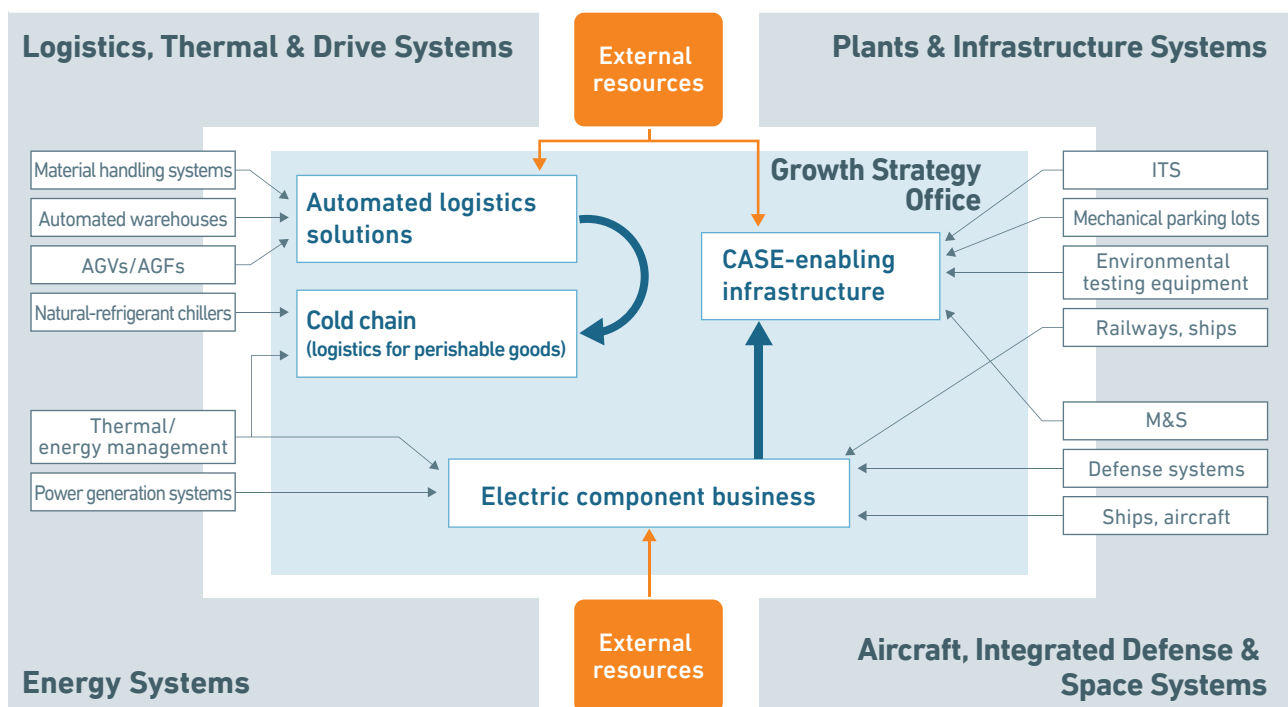 Logistics, Thermal & Drive Systems
External
resources
Plants & Infrastructure Systems
Material handling systems
Automated warehouses
AGVs/AGFs
Natural-refrigerant chillers
Automated logistics
solutions
Cold chain
(logistics for perishable goods)
Growth Strategy
Office
CASE-enabling
infrastructure
ITS
Mechanical parking lots
Environmental
testing equipment
Railways, ships
Thermal/
energy management
Power generation systems
Electric component business
M&S
Defense systems
Ships, aircraft
Energy Systems
External
resources
Aircraft, Integrated Defense &
Space Systems